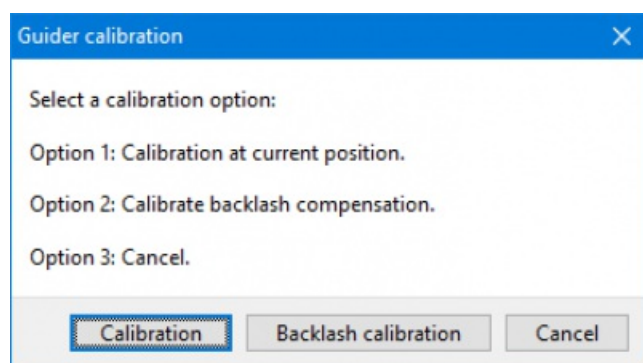 Guider calibration
Select a calibration option:
Option 1: Calibration at current position.
Option 2: Calibrate backlash compensation.
Option 3: Cancel.
Calibration Backlash calibration Cancel